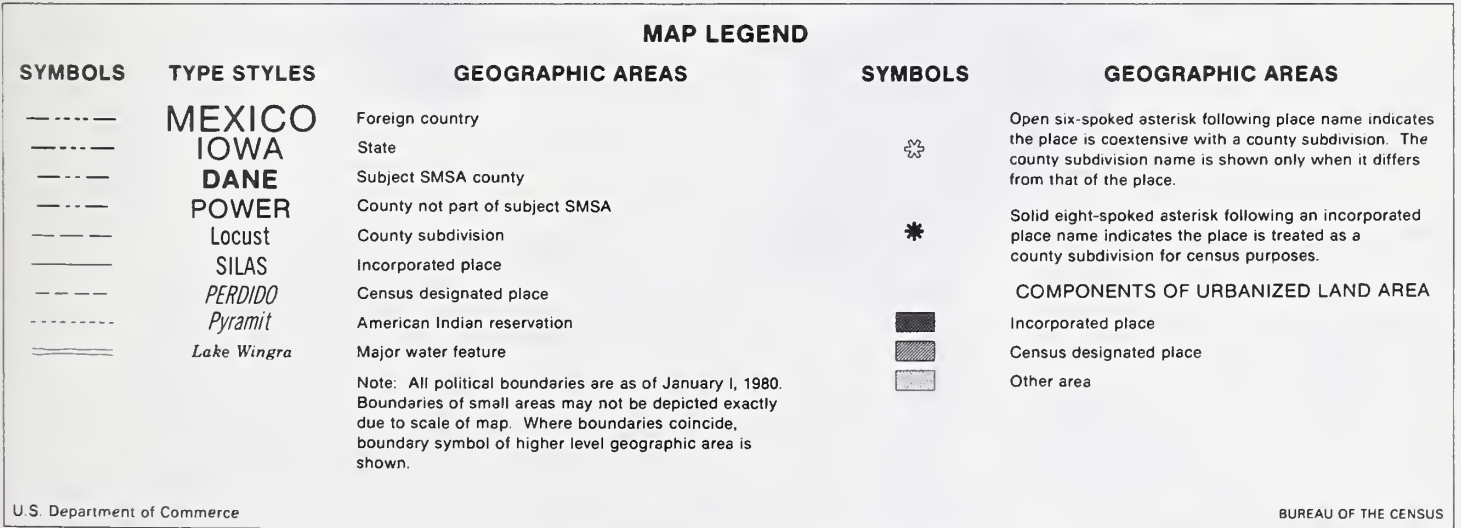 MAP LEGEND
SYMBOLS TYPE STYLES GEOGRAPHIC AREAS
MEXICO Foreign country
IOWA State
DANE Subject SMSA county
POWER County not part of subject SMSA
Locust County subdivision
SILAS Incorporated place
PERDIDO Census designated place
Pyramit American Indian reservation
Lake Wingra Major water feature
Note: All political boundaries are as of January I, 1980.
Boundaries of small areas may not be depicted exactly
due to scale of map. Where boundaries coincide,
boundary symbol of higher level geographic area is
shown.
SYMBOLS GEOGRAPHIC AREAS
Open six-spoked asterisk following place name indicates
the place is coextensive with a county subdivision. The
county subdivision name is shown only when it differs
from that of the place.
Solid eight-spoked asterisk following an incorporated
place name indicates the place is treated as a
county subdivision for census purposes.
COMPONENTS OF URBANIZED LAND AREA
Incorporated place
Census designated place
Other area
U.S. Department of Commerce
BUREAU OF THE CENSUS